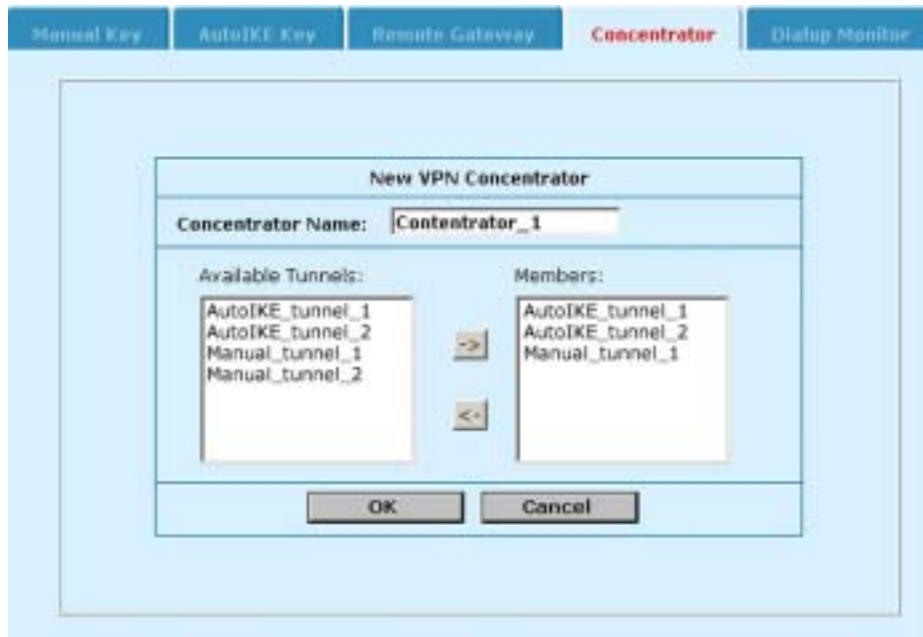 Manual Key AutoIKE Key Remote Gateway Concentrator Dialup Monitor
New VPN Concentrator
Concentrator Name: Contentrator_1
Available Tunnels: Members:
AutoIKE_tunnel_1 AutoIKE_tunnel_1
AutoIKE_tunnel_2 -> AutoIKE_tunnel_2
Manual_tunnel_1 Manual_tunnel_1
Manual_tunnel_2
<-
OK Cancel